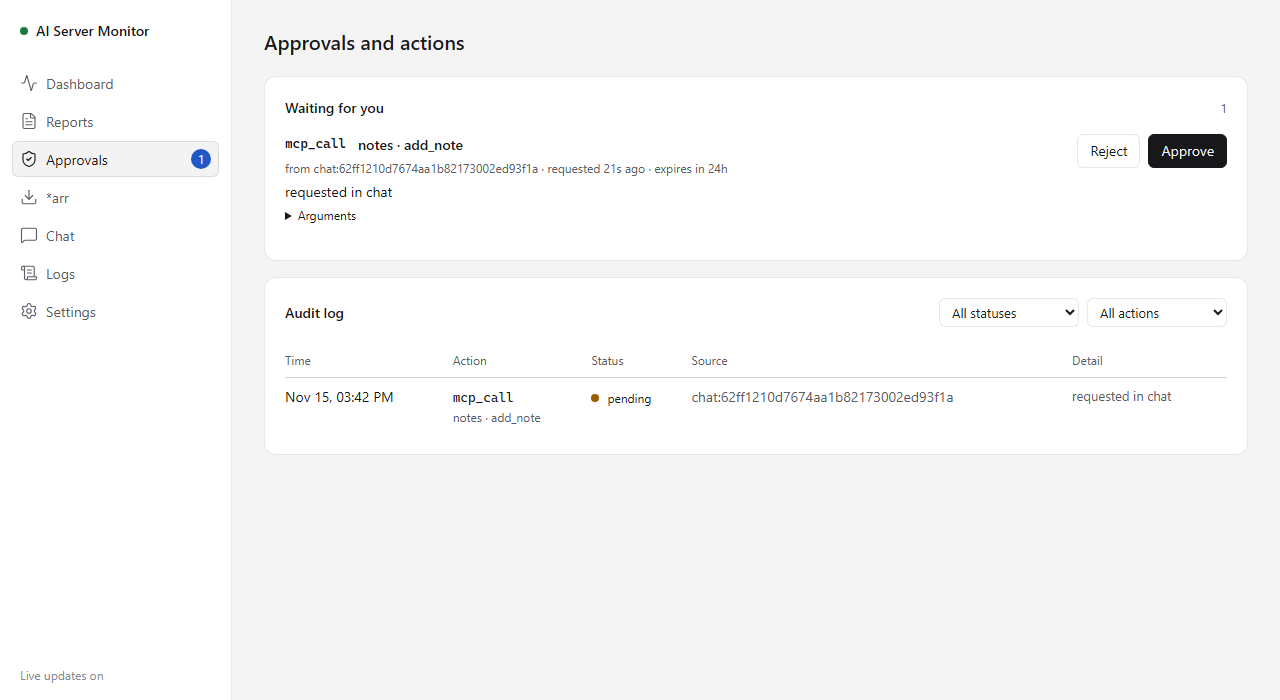 AI Server Monitor
Dashboard
Reports
Approvals 1
*arr
Chat
Logs
Settings
Live updates on
Approvals and actions
Waiting for you 1
mcp_call notes · add_note
Reject Approve
from chat:62ff1210d7674aa1b82173002ed93f1a · requested 21s ago · expires in 24h
requested in chat
Arguments
Audit log All statuses All actions
Time Action Status Source Detail
Nov 15, 03:42 PM mcp_call pending chat:62ff1210d7674aa1b82173002ed93f1a requested in chat
notes · add_note